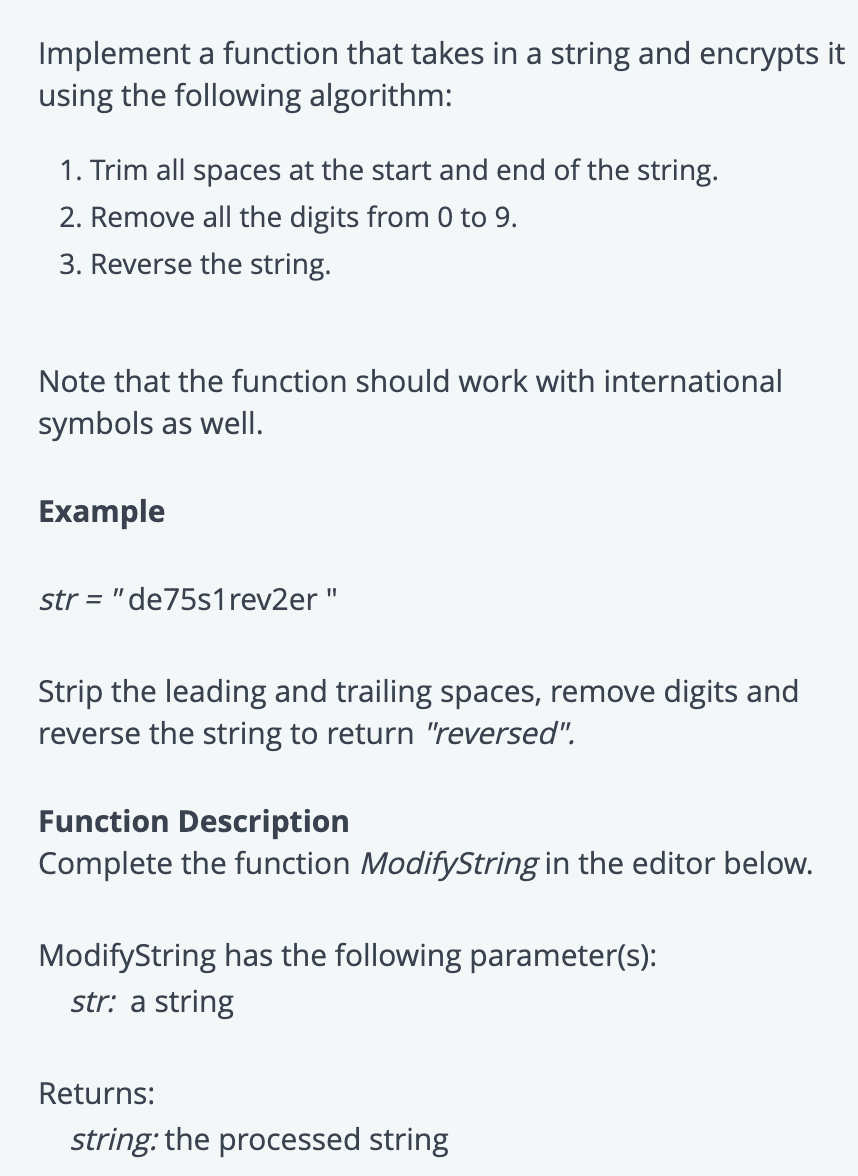 Implement a function that takes in a string and encrypts it
using the following algorithm:
1. Trim all spaces at the start and end of the string.
2. Remove all the digits from 0 to 9.
3. Reverse the string.
Note that the function should work with international
symbols as well.
Example
str = " de75s1rev2er "
Strip the leading and trailing spaces, remove digits and
reverse the string to return "reversed".
Function Description
Complete the function ModifyString in the editor below.
ModifyString has the following parameter(s):
str: a string
Returns:
string: the processed string